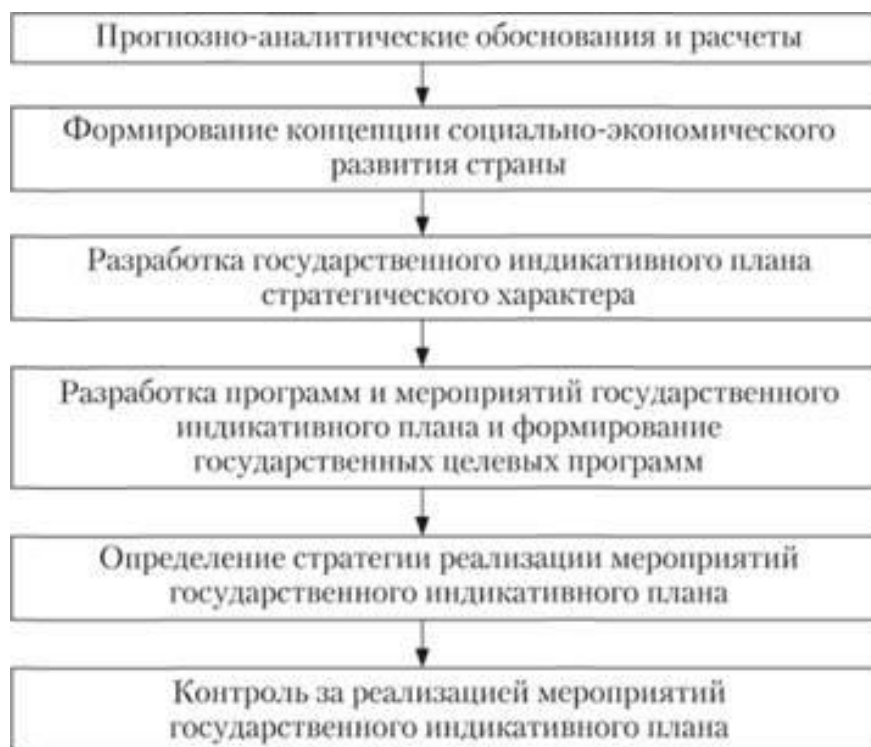 Прогнозно-аналитические обоснования и расчеты
Формирование концепции социально-экономического
развития страны
Разработка государственного индикативного плана
стратегического характера
Разработка программ и мероприятий государственного
индикативного плана и формирование
государственных целевых программ
Определение стратегии реализации мероприятий
государственного индикативного плана
Контроль за реализацией мероприятий
государственного индикативного плана